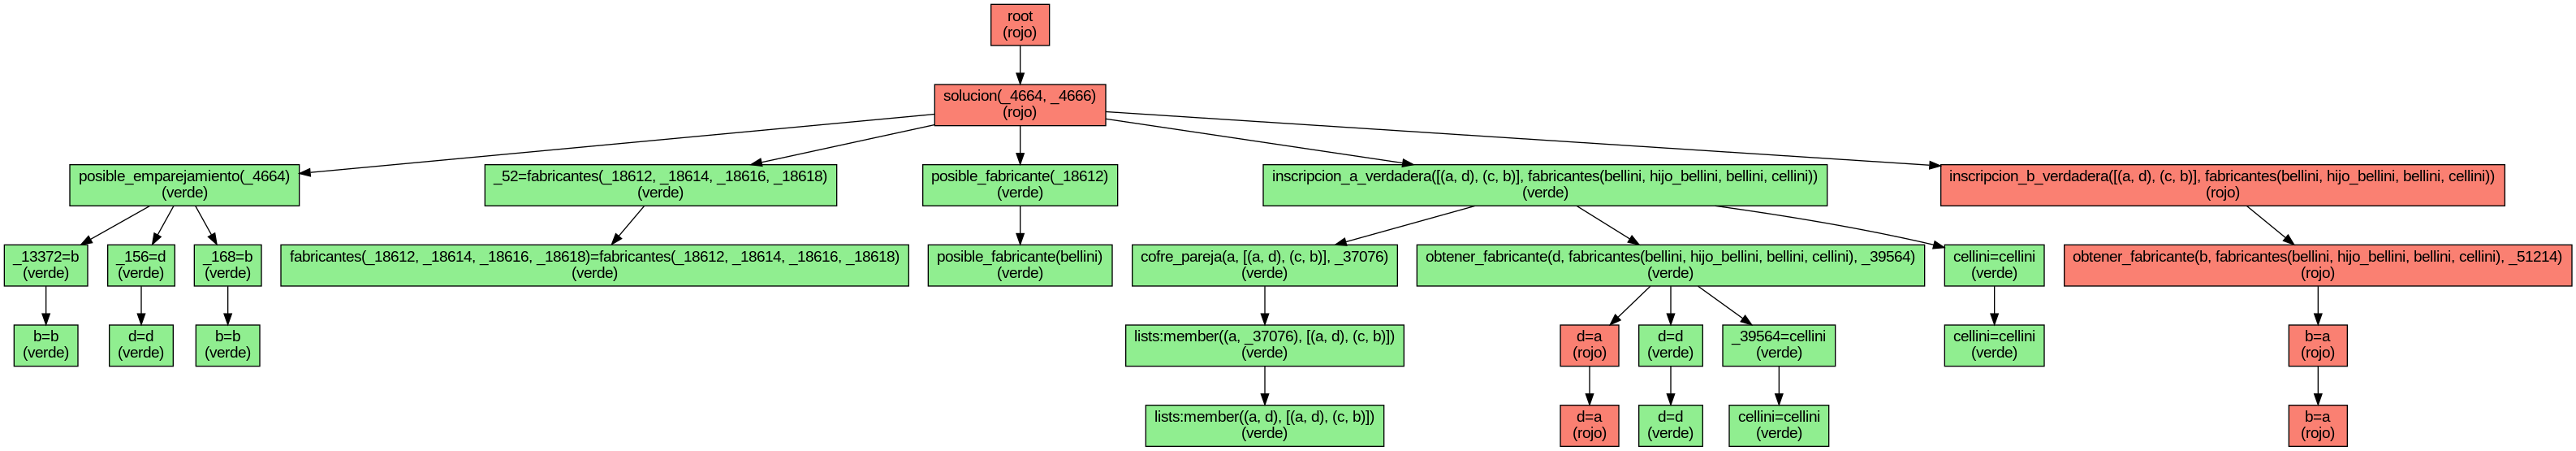 root
(rojo)
solucion(_4664, _4666)
(rojo)
posible_emparejamiento(_4664)
(verde)
_52=fabricantes(_18612, _18614, _18616, _18618)
(verde)
posible_fabricante(_18612)
(verde)
inscripcion_a_verdadera([(a, d), (c, b)], fabricantes(bellini, hijo_bellini, bellini, cellini))
(verde)
inscripcion_b_verdadera([(a, d), (c, b)], fabricantes(bellini, hijo_bellini, bellini, cellini))
(rojo)
_13372=b
(verde)
_156=d
(verde)
_168=b
(verde)
fabricantes(_18612, _18614, _18616, _18618)=fabricantes(_18612, _18614, _18616, _18618)
(verde)
posible_fabricante(bellini)
(verde)
cofre_pareja(a, [(a, d), (c, b)], _37076)
(verde)
obtener_fabricante(d, fabricantes(bellini, hijo_bellini, bellini, cellini), _39564)
(verde)
cellini=cellini
(verde)
obtener_fabricante(b, fabricantes(bellini, hijo_bellini, bellini, cellini), _51214)
(rojo)
b=b
(verde)
d=d
(verde)
b=b
(verde)
lists:member((a, _37076), [(a, d), (c, b)])
(verde)
d=a
(rojo)
d=d
(verde)
_39564=cellini
(verde)
cellini=cellini
(verde)
b=a
(rojo)
lists:member((a, d), [(a, d), (c, b)])
(verde)
d=a
(rojo)
d=d
(verde)
cellini=cellini
(verde)
b=a
(rojo)